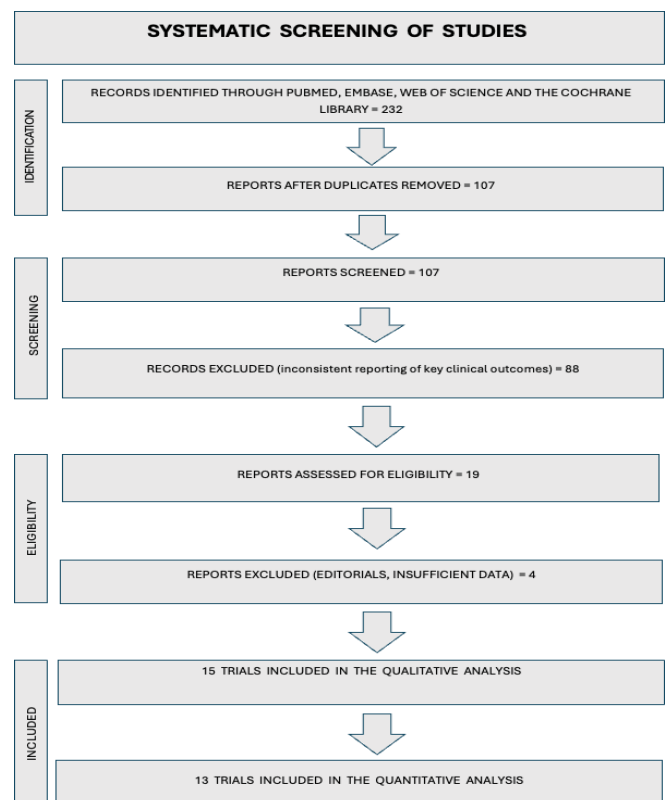 SYSTEMATIC SCREENING OF STUDIES
IDENTIFICATION
RECORDS IDENTIFIED THROUGH PUBMED, EMBASE, WEB OF SCIENCE AND THE COCHRANE
LIBRARY = 232
REPORTS AFTER DUPLICATES REMOVED = 107
SCREENING
REPORTS SCREENED = 107
RECORDS EXCLUDED (inconsistent reporting of key clinical outcomes) = 88
ELIGIBILITY
REPORTS ASSESSED FOR ELIGIBILITY = 19
REPORTS EXCLUDED (EDITORIALS, INSUFFICIENT DATA) = 4
INCLUDED
15 TRIALS INCLUDED IN THE QUALITATIVE ANALYSIS
13 TRIALS INCLUDED IN THE QUANTITATIVE ANALYSIS